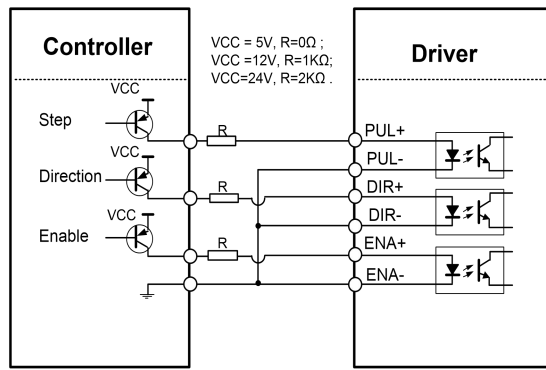 Controller
VCC = 5V, R=0Ω ;
VCC =12V, R=1KΩ;
VCC=24V, R=2KΩ .
Driver
VCC
Step
R
PUL+
VCC
PUL-
Direction
R
DIR+
VCC
DIR-
Enable
R
ENA+
ENA-